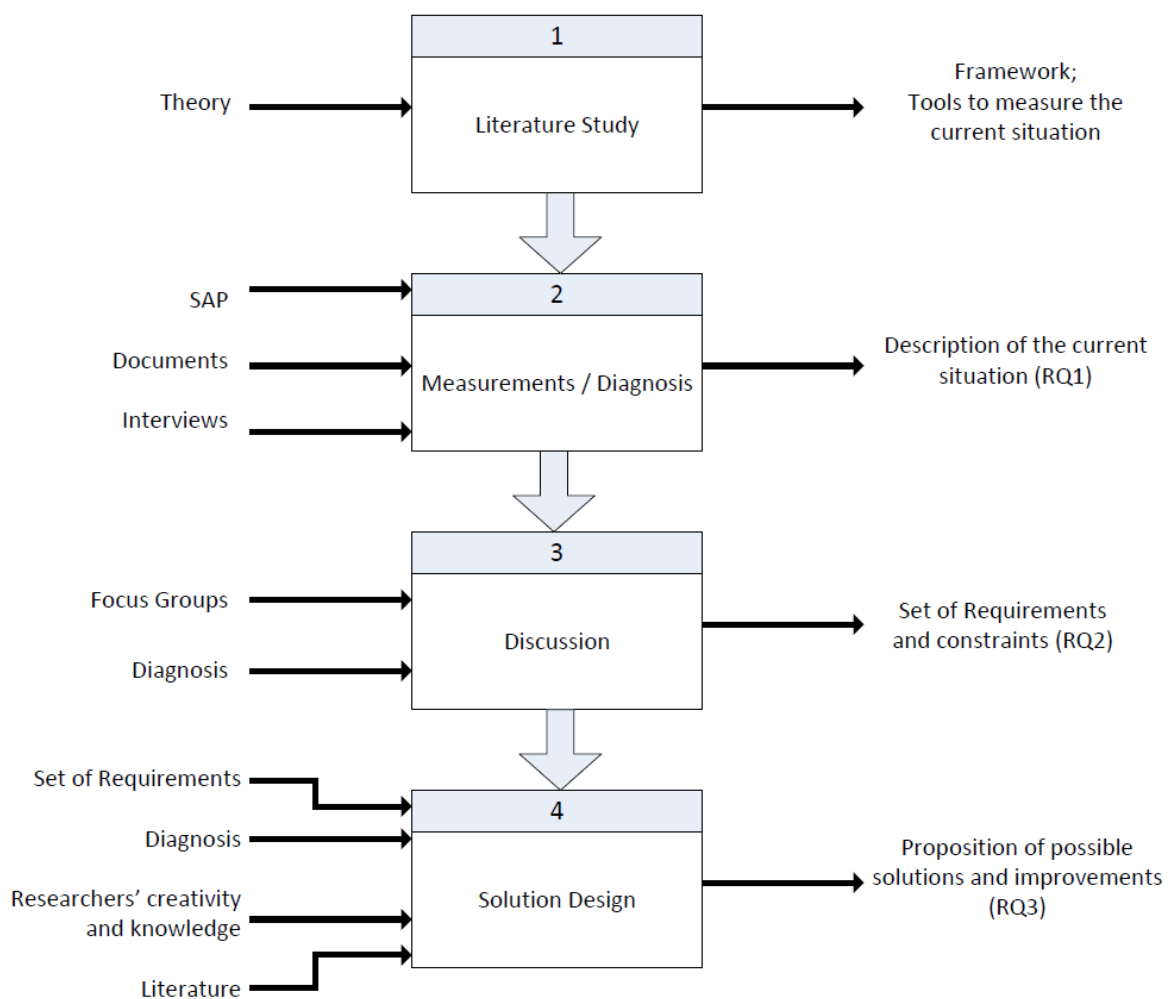 1
Theory
Literature Study
Framework;
Tools to measure the
current situation
2
SAP
Documents
Interviews
Measurements / Diagnosis
Description of the current
situation (RQ1)
3
Focus Groups
Diagnosis
Discussion
Set of Requirements
and constraints (RQ2)
4
Set of Requirements
Diagnosis
Researchers’ creativity
and knowledge
Literature
Solution Design
Proposition of possible
solutions and improvements
(RQ3)